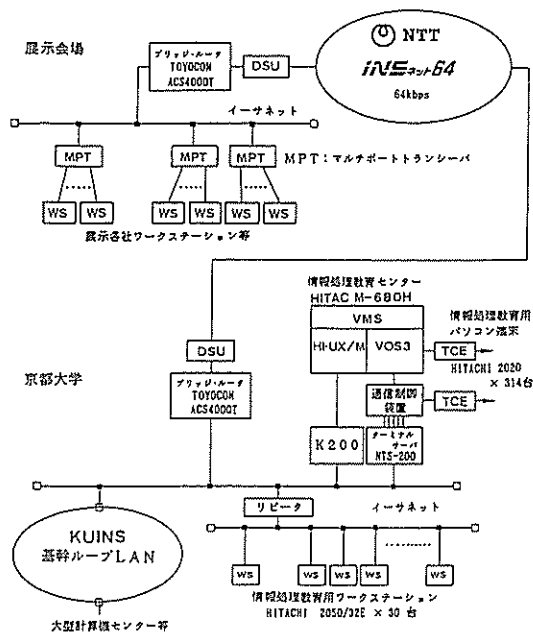 展示会場
ブリッジ・ルータ
TOYOCOM
ACS4000T
DSU
NTT
INSネット64
64kbps
イーサネット
MPT
MPT
MPT
MPT：マルチポートトランシーバ
WS
WS
WS
WS
WS
WS
展示各社ワークステーション等
情報処理教育センター
HITAC M-680H
VMS
HI-UX/M
VOS3
情報処理教育用
パソコン端末
TCE
HITACHI 2020
× 314台
通信制御
装置
TCE
K200
ターミナル
サーバ
NTS-200
DSU
京都大学
ブリッジ・ルータ
TOYOCOM
ACS4000T
リピータ
イーサネット
KUINS
基幹ループLAN
WS
WS
WS
WS
WS
情報処理教育用ワークステーション
HITACHI 2050/32E × 30台
大型計算機センター等